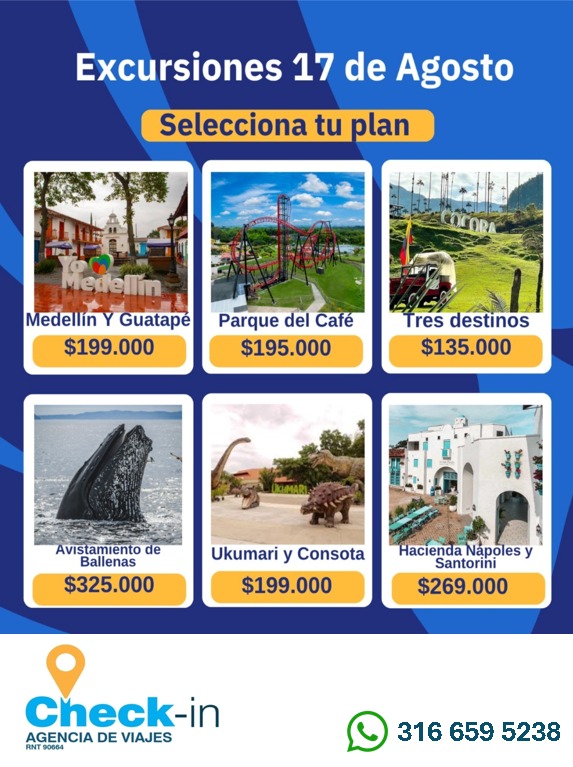 Excursiones 17 de Agosto
Selecciona tu plan
Yo
Medellín
Medellín Y Guatapé
$199.000
Parque del Café
$195.000
COCORA
Tres destinos
$135.000
Avistamiento de
Ballenas
$325.000
UKUMARI
Ukumari y Consota
$199.000
Hacienda Nápoles y
Santorini
$269.000
Check-in
AGENCIA DE VIAJES
RNT 90664
316 659 5238